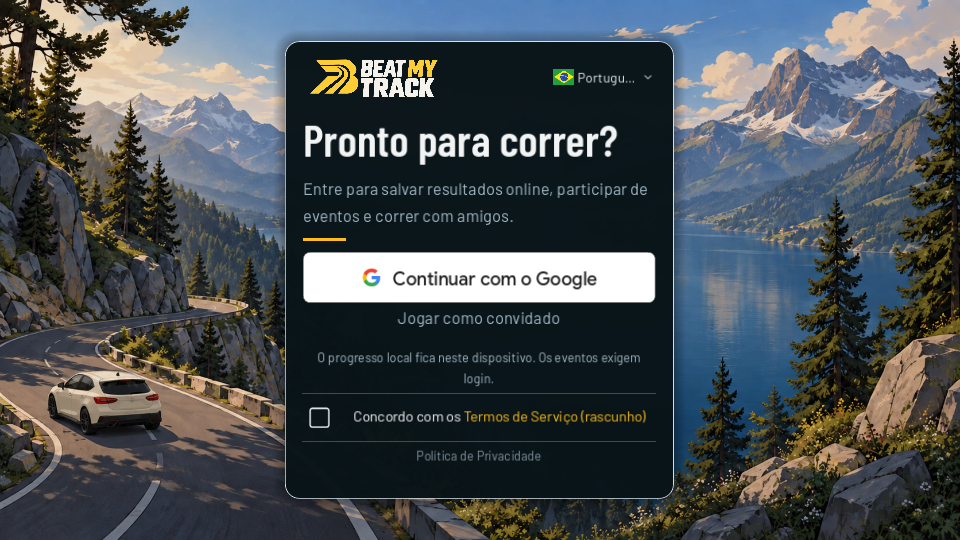 BEAT MY
TRACK
Portugu...
Pronto para correr?
Entre para salvar resultados online, participar de
eventos e correr com amigos.
Continuar com o Google
Jogar como convidado
O progresso local fica neste dispositivo. Os eventos exigem
login.
Concordo com os Termos de Serviço (rascunho)
Política de Privacidade